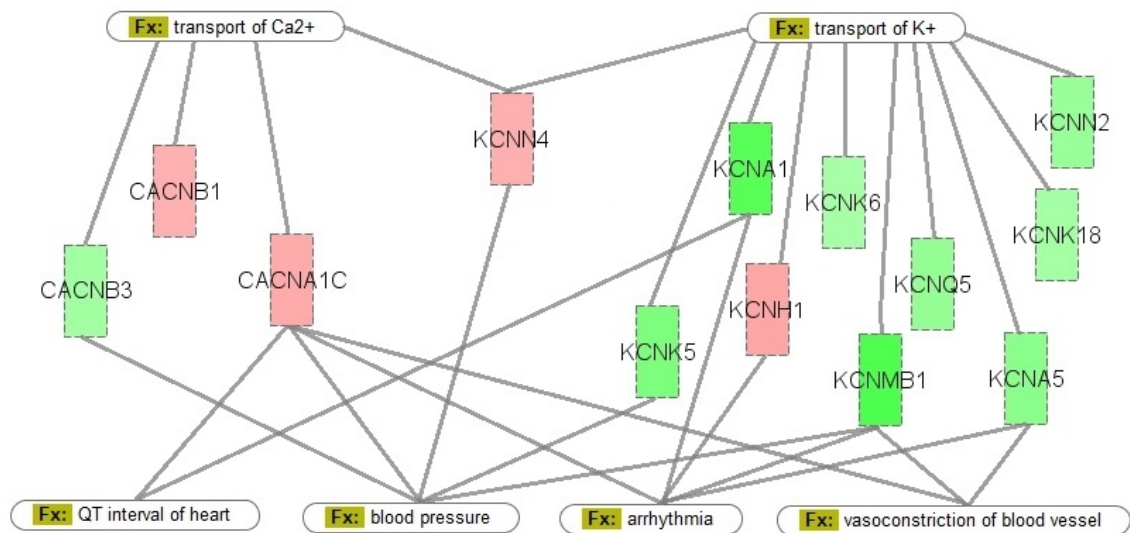 Fx: transport of Ca2+
Fx: transport of K+
KCNN2
KCNN4
KCNA1
CACNB1
KCNK6
KCNK18
CACNA1C
KCNQ5
CACNB3
KCNH1
KCNK5
KCNMB1
KCNA5
Fx: QT interval of heart
Fx: blood pressure
Fx: arrhythmia
Fx: vasoconstriction of blood vessel